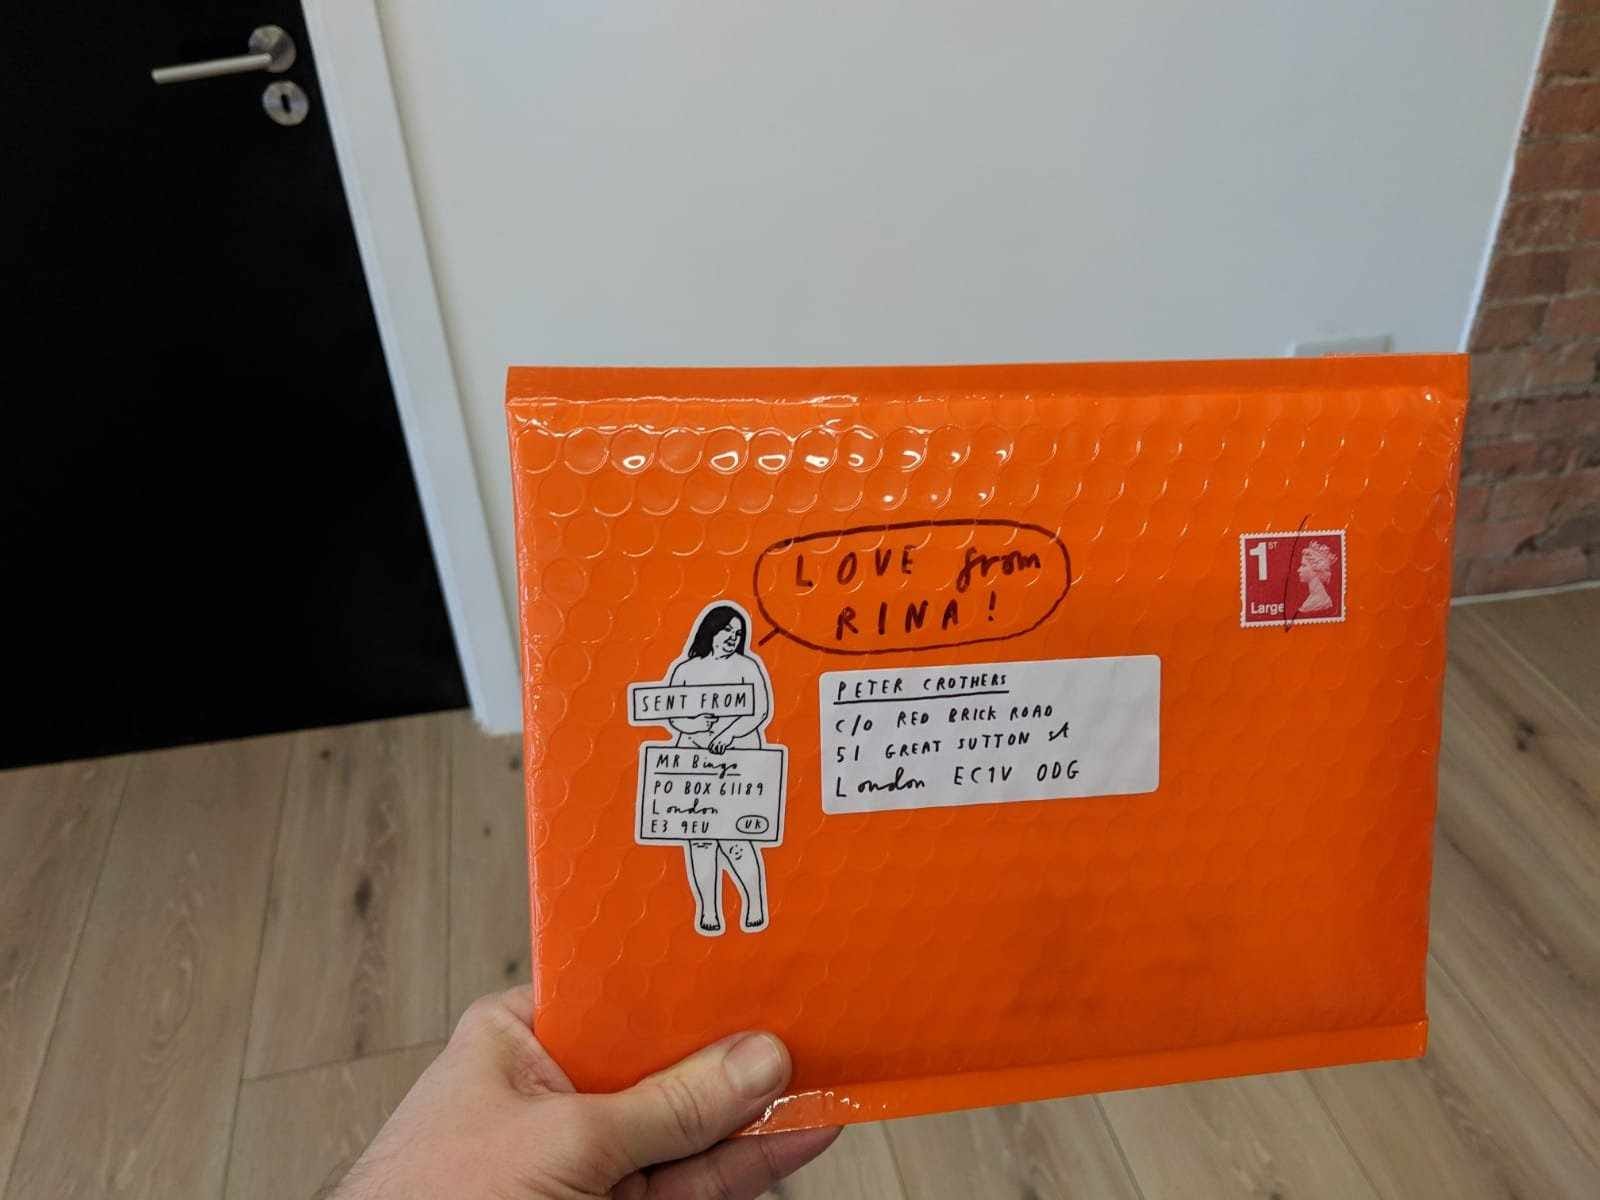 LOVE from
RINA!
1ST
Large
SENT FROM
MR Bingo
PO BOX 61189
London
E3 9EU
UK
PETER CROTHERS
C/O RED BRICK ROAD
51 GREAT SUTTON St
London EC1V 0DG